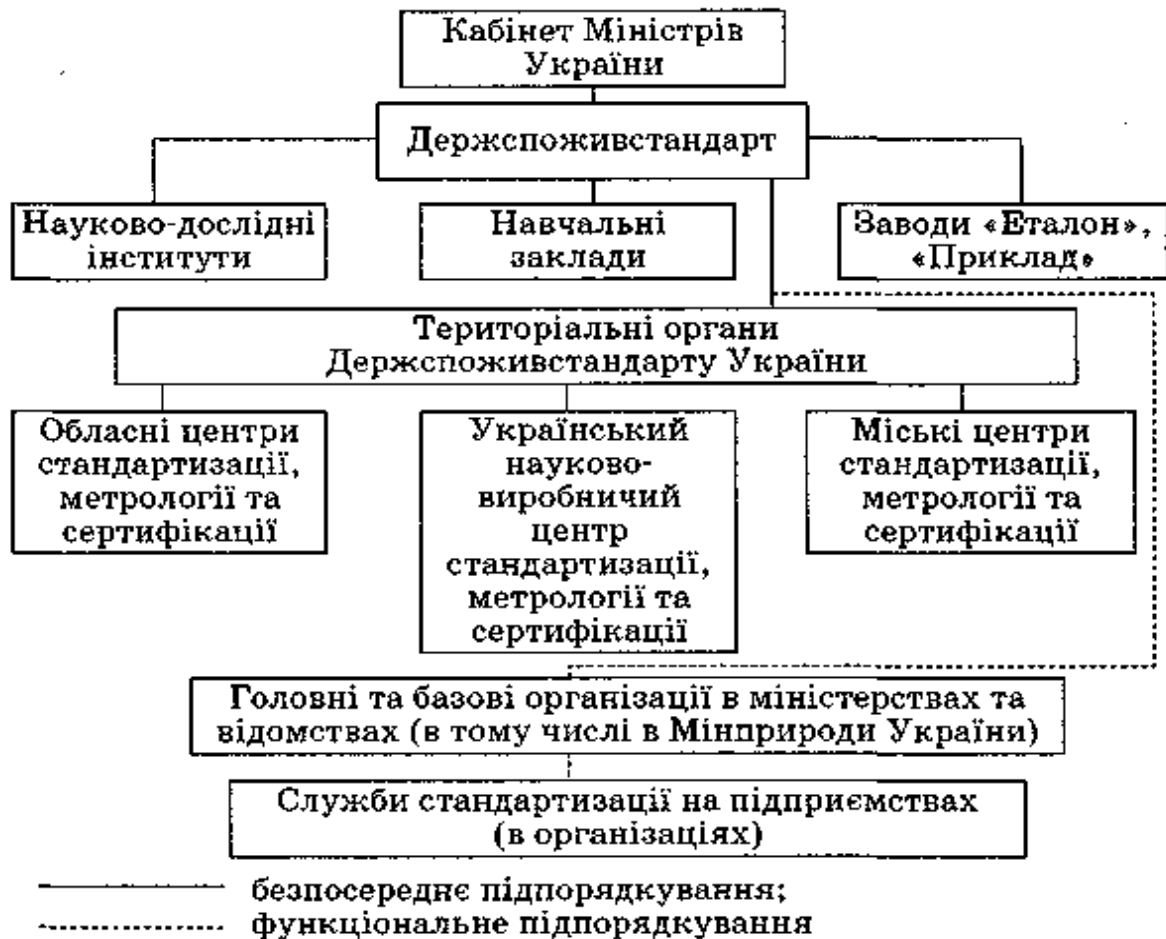 Кабінет Міністрів
України
Держспоживстандарт
Науково-дослідні
інститути
Навчальні
заклади
Заводи «Еталон»,
«Приклад»
Територіальні органи
Держспоживстандарту України
Обласні центри
стандартизації,
метрології та
сертифікації
Український
науково-
виробничий
центр
стандартизації,
метрології та
сертифікації
Міські центри
стандартизації,
метрології та
сертифікації
Головні та базові організації в міністерствах та
відомствах (в тому числі в Мінприроди України)
Служби стандартизації на підприємствах
(в організаціях)
безпосереднє підпорядкування;
функціональне підпорядкування